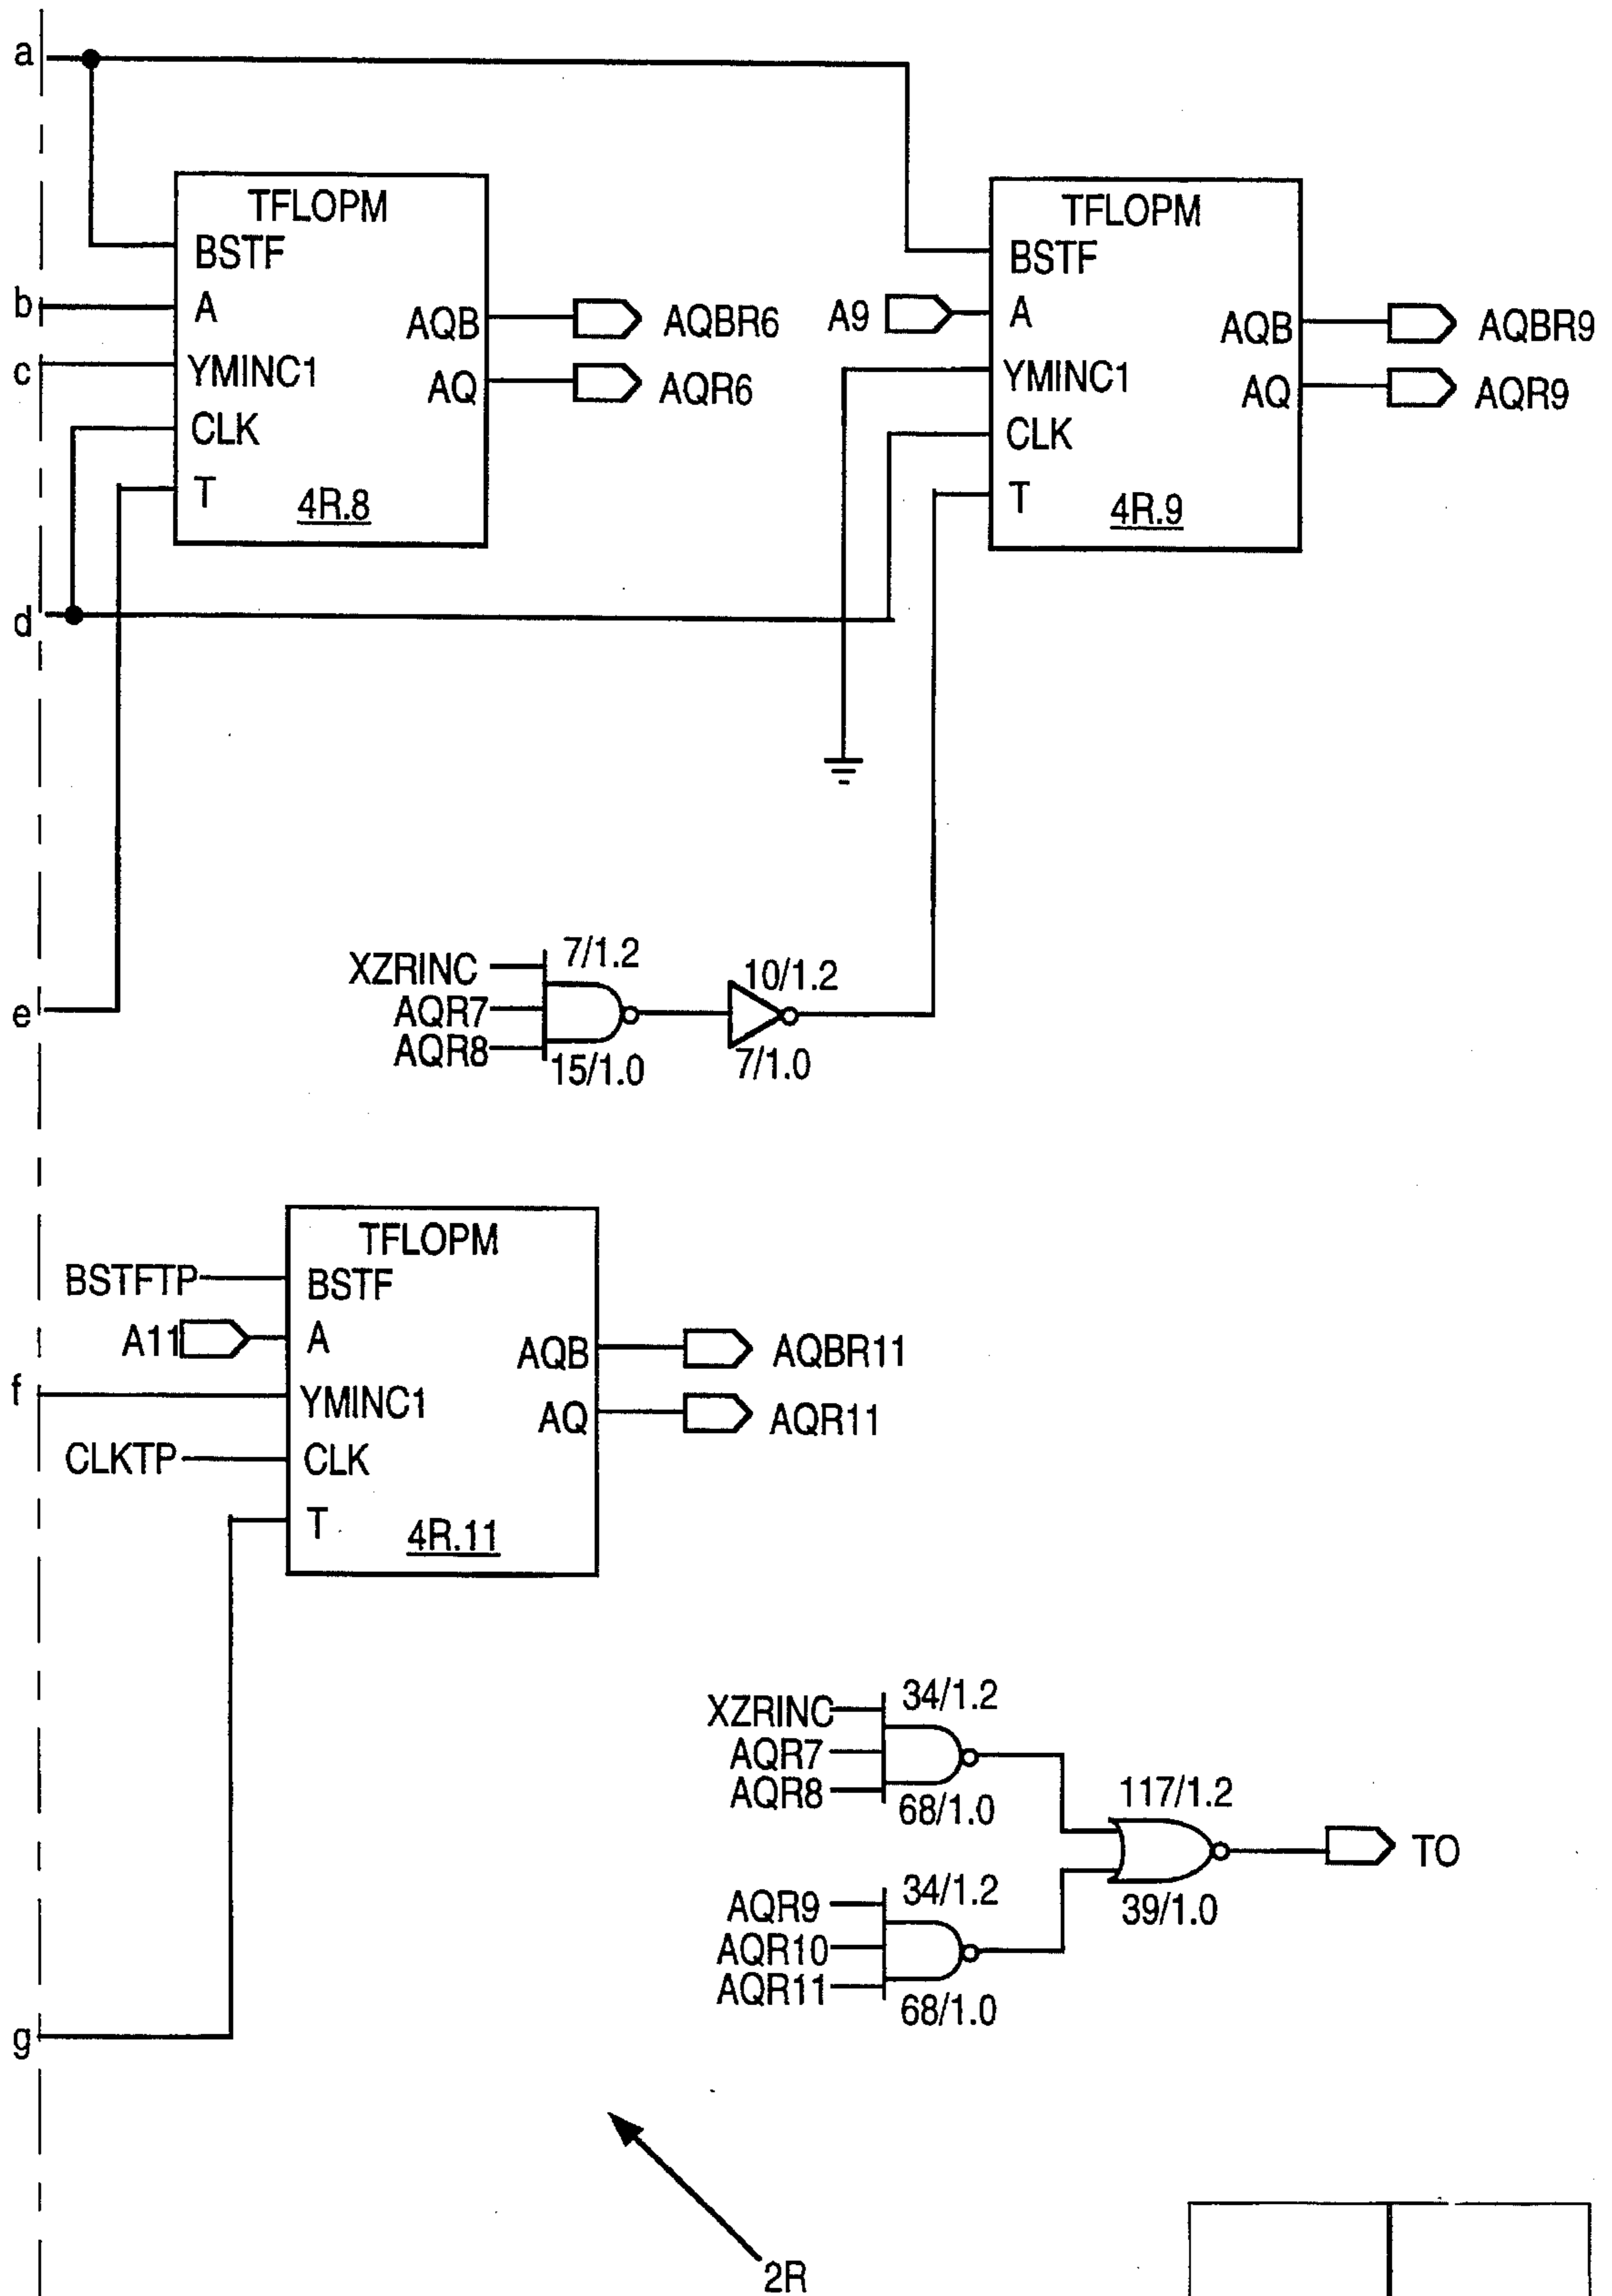 a
TFLOPM
BSTF
A
YMINC1
CLK
T
4R.8
AQB
AQ
AQBR6
AQR6
b
c
d
e
A9
TFLOPM
BSTF
A
YMINC1
CLK
T
4R.9
AQB
AQ
AQBR9
AQR9
XZRINC
AQR7
AQR8
7/1.2
15/1.0
10/1.2
7/1.0
BSTFTP
A11
f
CLKTP
g
TFLOPM
BSTF
A
YMINC1
CLK
T
4R.11
AQB
AQ
AQBR11
AQR11
XZRINC
AQR7
AQR8
34/1.2
68/1.0
AQR9
AQR10
AQR11
34/1.2
68/1.0
117/1.2
39/1.0
TO
2R